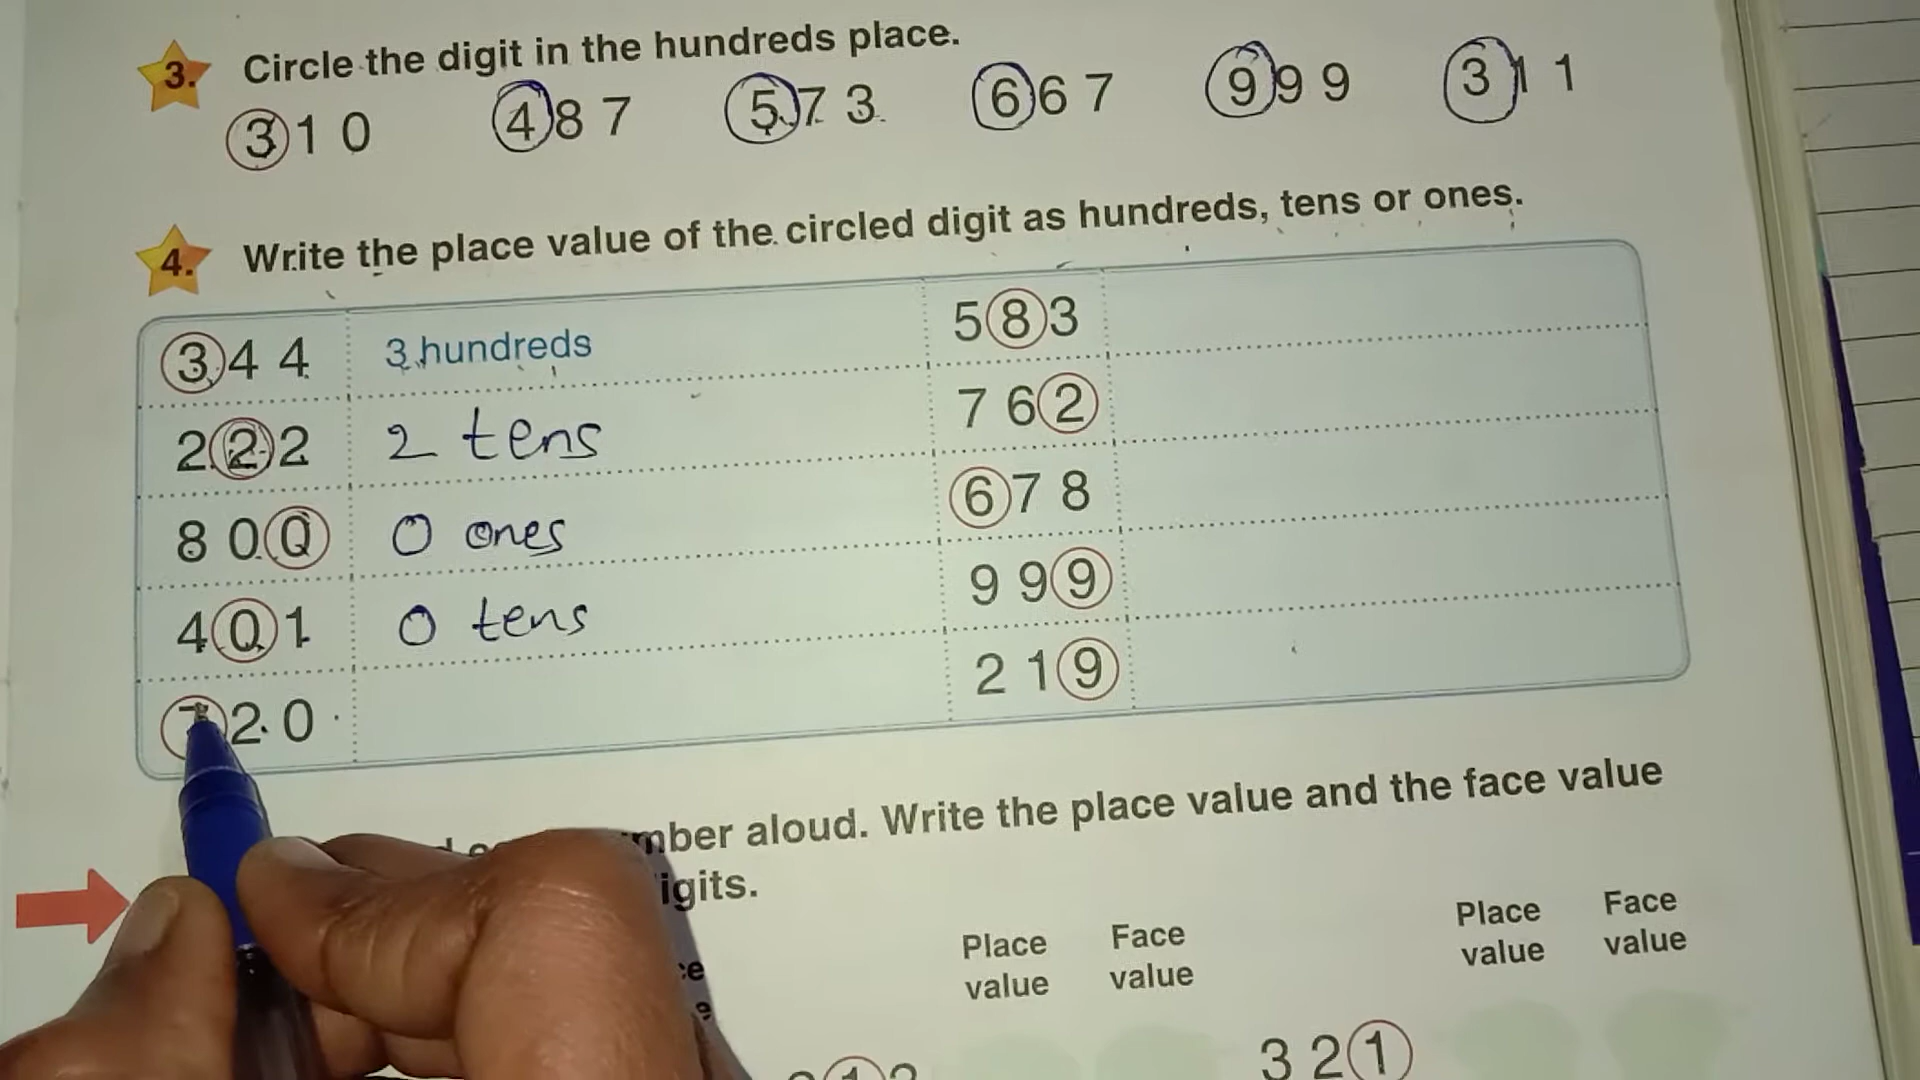 3. Circle the digit in the hundreds place.
310 487 573 667 999 311
4. Write the place value of the circled digit as hundreds, tens or ones.
344 3 hundreds 583
222 2 tens 762
800 0 ones 678
401 0 tens 999
720 219
number aloud. Write the place value and the face value
digits.
Place value Face value Place value Face value
321